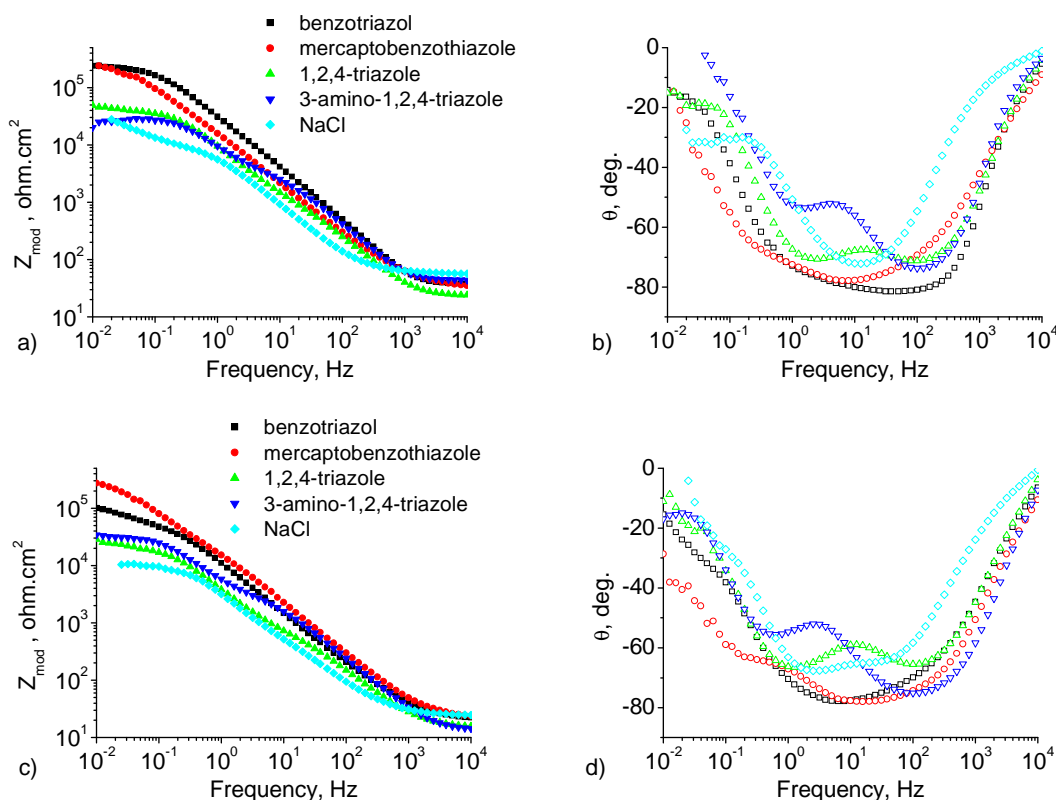 benzotriazol
mercaptobenzothiazole
1,2,4-triazole
3-amino-1,2,4-triazole
NaCl
Z_mod , ohm.cm2
10^5
10^4
10^3
10^2
10^1
10^-2 10^-1 10^0 10^1 10^2 10^3 10^4
Frequency, Hz
a)
θ, deg.
0
-20
-40
-60
-80
10^-2 10^-1 10^0 10^1 10^2 10^3 10^4
Frequency, Hz
b)
benzotriazol
mercaptobenzothiazole
1,2,4-triazole
3-amino-1,2,4-triazole
NaCl
Z_mod , ohm.cm2
10^5
10^4
10^3
10^2
10^1
10^-2 10^-1 10^0 10^1 10^2 10^3 10^4
Frequency, Hz
c)
θ, deg.
0
-20
-40
-60
-80
10^-2 10^-1 10^0 10^1 10^2 10^3 10^4
Frequency, Hz
d)